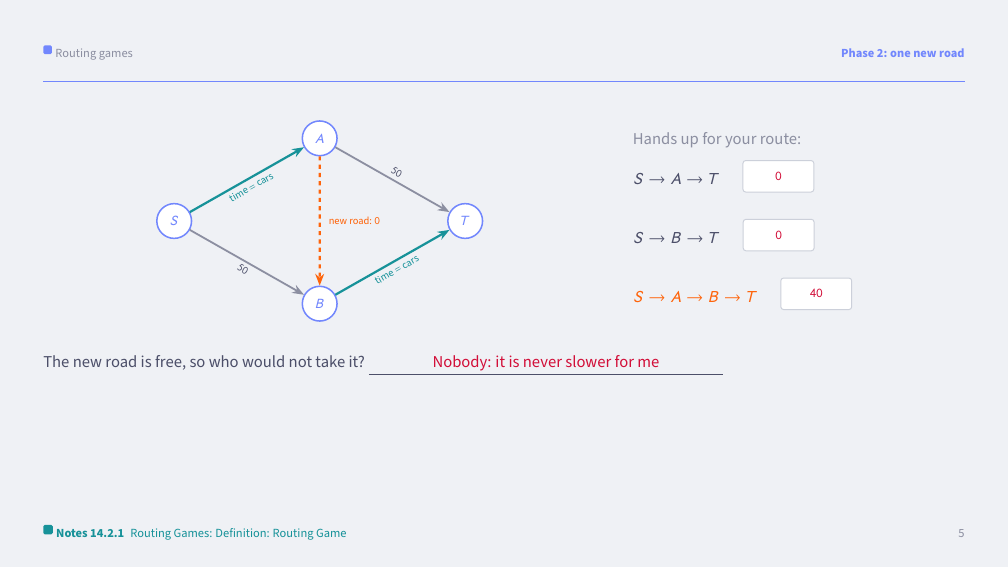 Routing games
Phase 2: one new road
A
50
time = cars
S
new road: 0
T
50
time = cars
B
Hands up for your route:
S → A → T 0
S → B → T 0
S → A → B → T 40
The new road is free, so who would not take it? Nobody: it is never slower for me
Notes 14.2.1 Routing Games: Definition: Routing Game
5